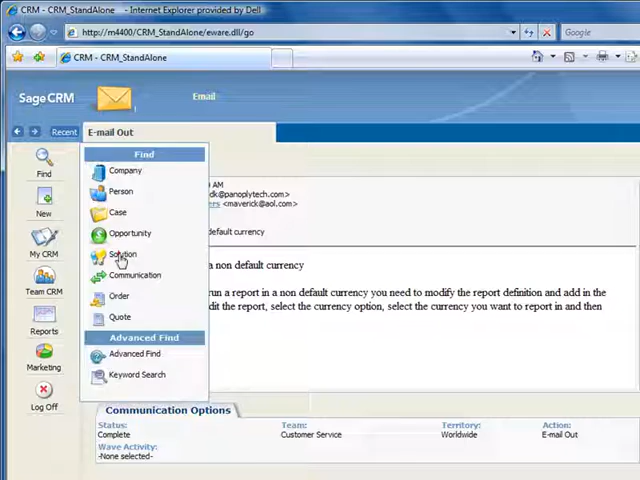 CRM - CRM_StandAlone - Internet Explorer provided by Dell
http://m4400/CRM_StandAlone/eware.dll/go
Google
CRM - CRM_StandAlone
SageCRM
Email
Recent
E-mail Out
Find
New
My CRM
Team CRM
Reports
Marketing
Log Off
Find
Company
Person
Case
Opportunity
Solution
Communication
Order
Quote
Advanced Find
Advanced Find
Keyword Search
AM
dk@panoplytech.com>
ers <maverick@aol.com>
default currency
a non default currency
run a report in a non default currency you need to modify the report definition and add in the
dit the report, select the currency option, select the currency you want to report in and then
Communication Options
Status: Team: Territory: Action:
Complete Customer Service Worldwide E-mail Out
Wave Activity:
-None selected-